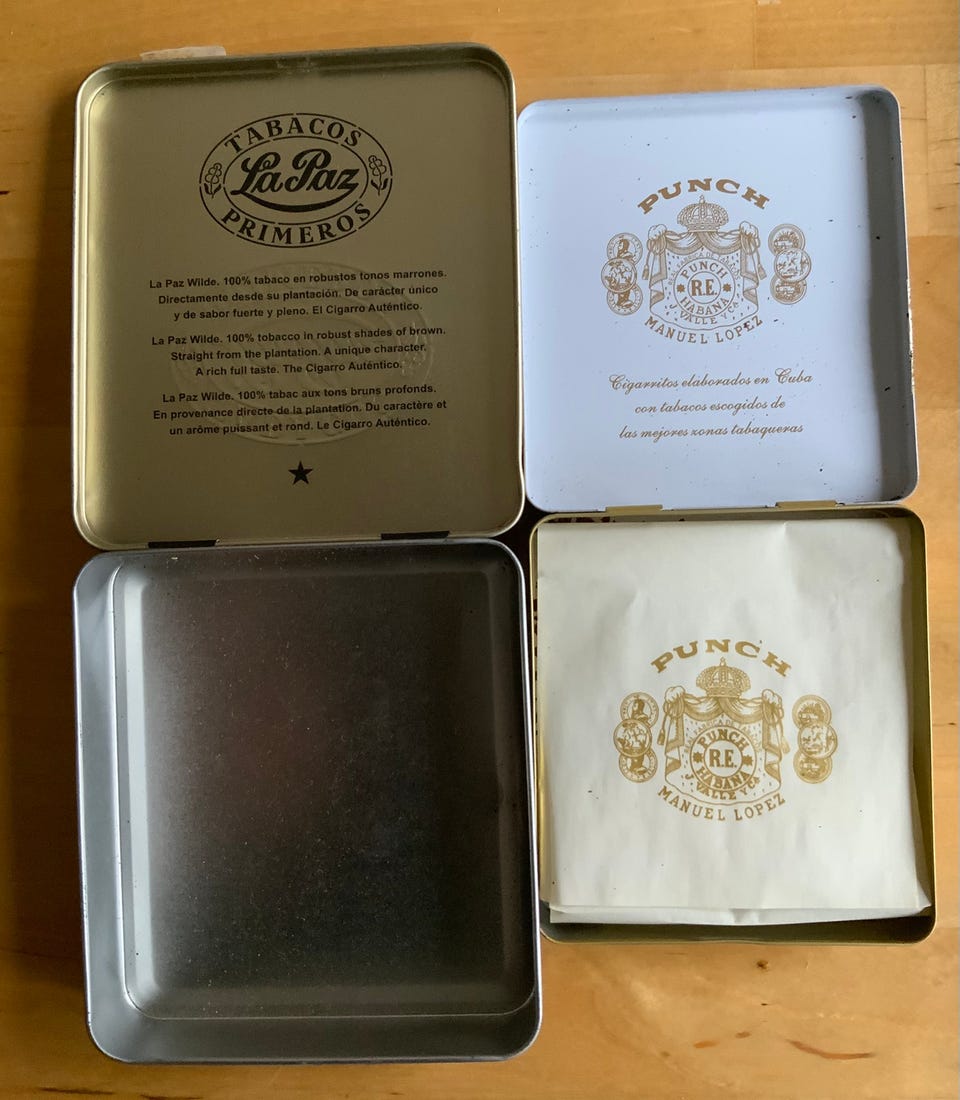 TABACOS
La Paz
PRIMEROS
La Paz Wilde. 100% tabaco en robustos tonos marrones.
Directamente desde su plantación. De carácter único
y de sabor fuerte y pleno. El Cigarro Auténtico.
La Paz Wilde. 100% tobacco in robust shades of brown.
Straight from the plantation. A unique character.
A rich full taste. The Cigarro Auténtico.
La Paz Wilde. 100% tabac aux tons bruns profonds.
En provenance directe de la plantation. Du caractère et
un arôme puissant et rond. Le Cigarro Auténtico.
PUNCH
PUNCH
R.E.
HABANA
J. VALLE Y Ca
MANUEL LOPEZ
Cigarritos elaborados en Cuba
con tabacos escogidos de
las mejores zonas tabaqueras
PUNCH
PUNCH
R.E.
HABANA
J. VALLE Y Ca
MANUEL LOPEZ